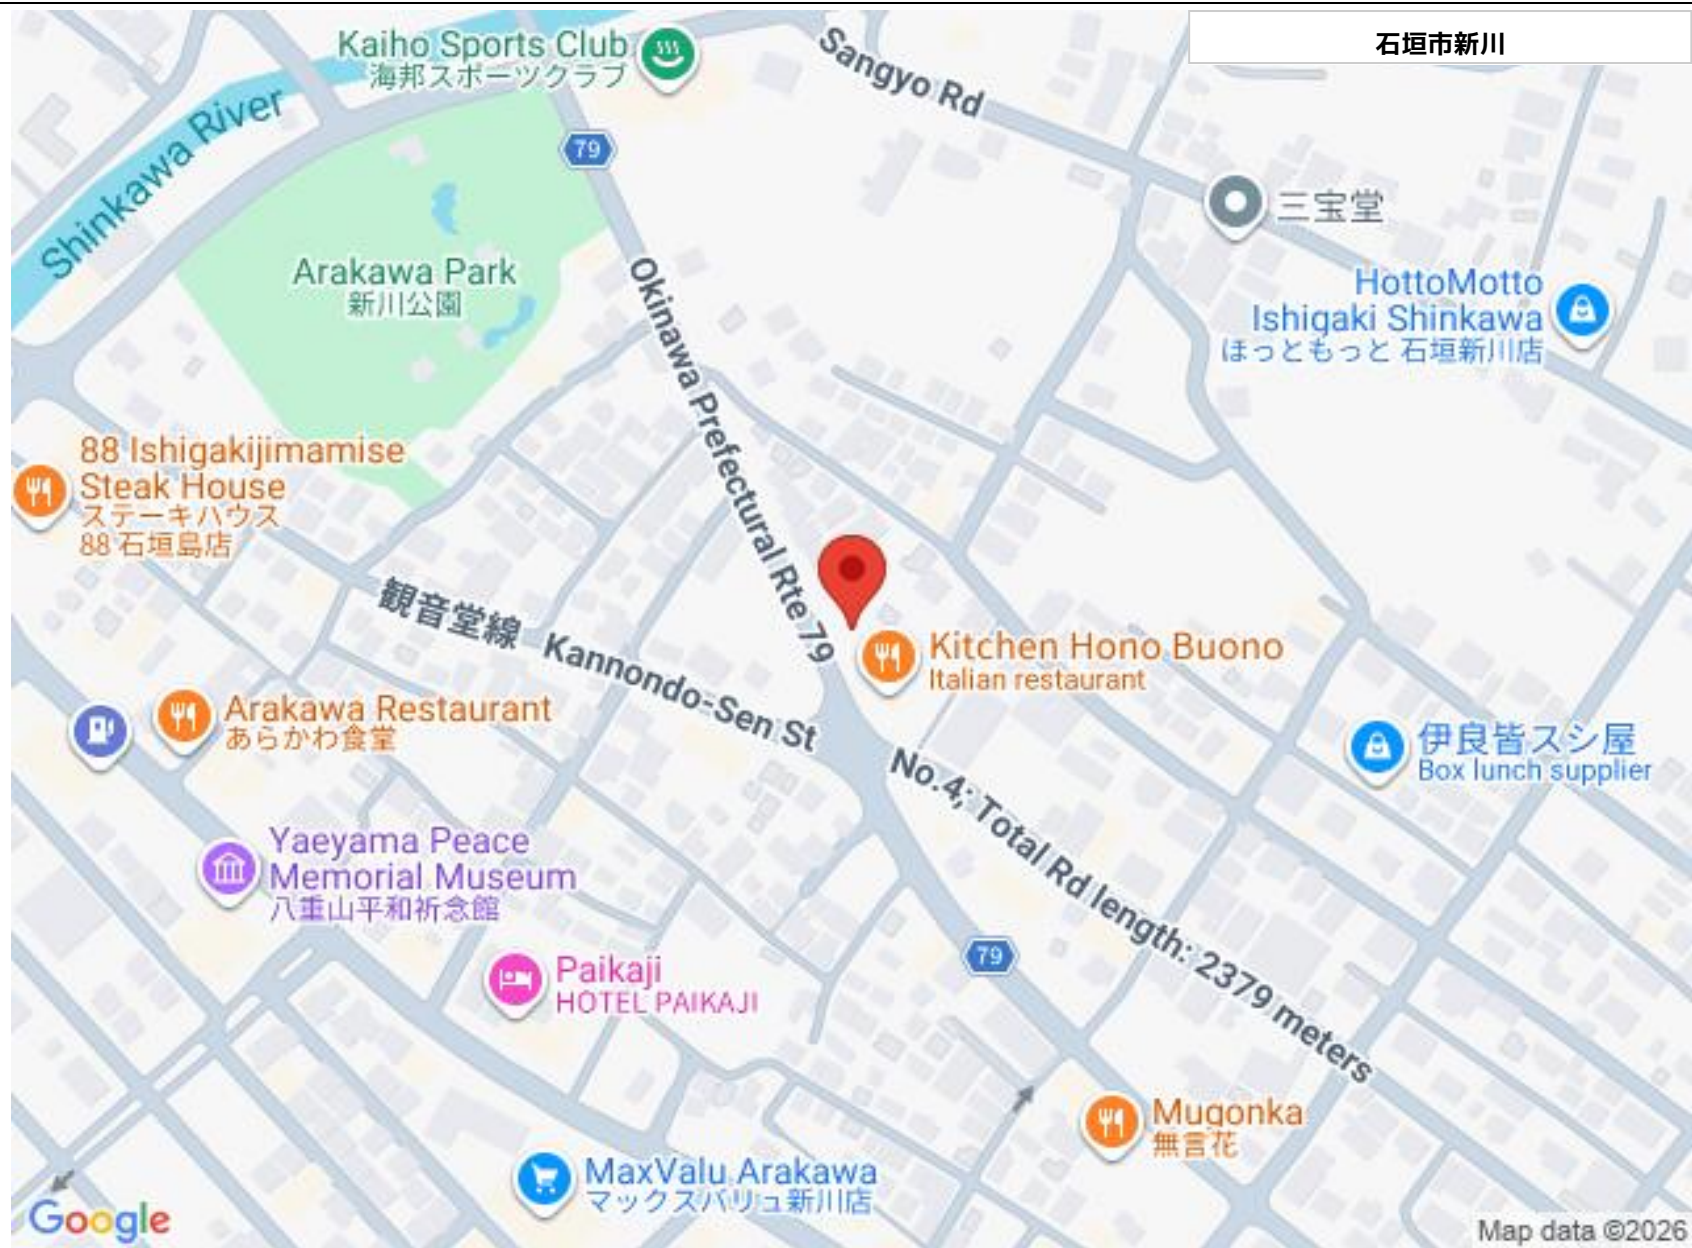 石垣市新川
Kaiho Sports Club
海邦スポーツクラブ
Sangyo Rd
Shinkawa River
79
三宝堂
Arakawa Park
新川公園
Okinawa Prefectural Rte 79
HottoMotto
Ishigaki Shinkawa
ほっともっと 石垣新川店
88 Ishigakijimamise
Steak House
ステーキハウス
88 石垣島店
観音堂線 Kannondo-Sen St
Kitchen Hono Buono
Italian restaurant
Arakawa Restaurant
あらかわ食堂
No.4; Total Rd length: 2379 meters
伊良皆スシ屋
Box lunch supplier
Yaeyama Peace
Memorial Museum
八重山平和祈念館
79
Paikaji
HOTEL PAIKAJI
Mugonka
無言花
MaxValu Arakawa
マックスバリュ新川店
Google
Map data ©2026